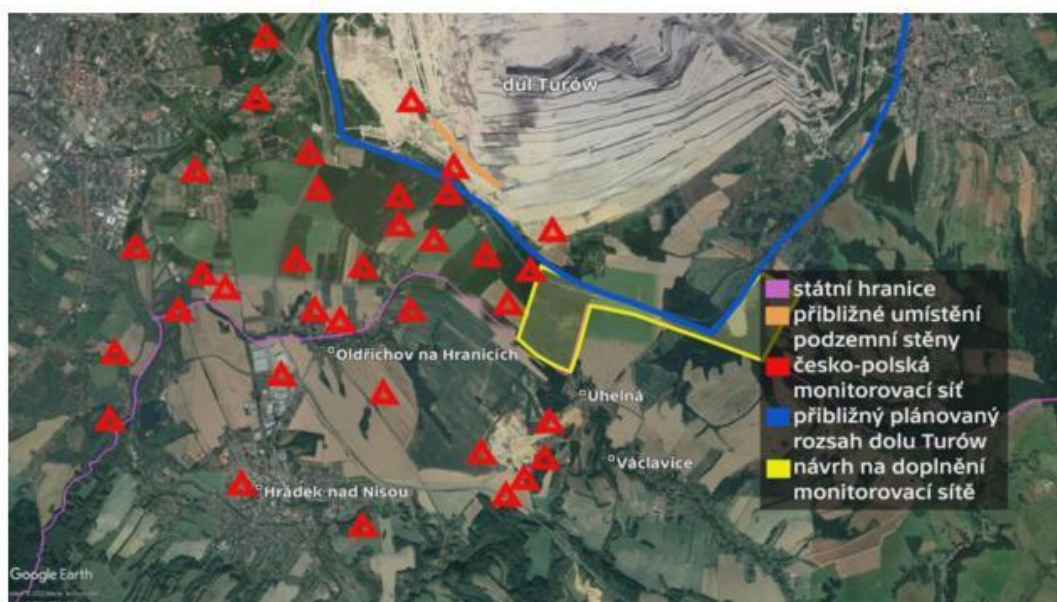 důl Turów
státní hranice
přibližné umístění
podzemní stěny
česko-polská
monitorovací síť
přibližný plánovaný
rozsah dolu Turów
návrh na doplnění
monitorovací sítě
Oldřichov na Hranicích
Uhelná
Václavice
Hrádek nad Nisou
Google Earth